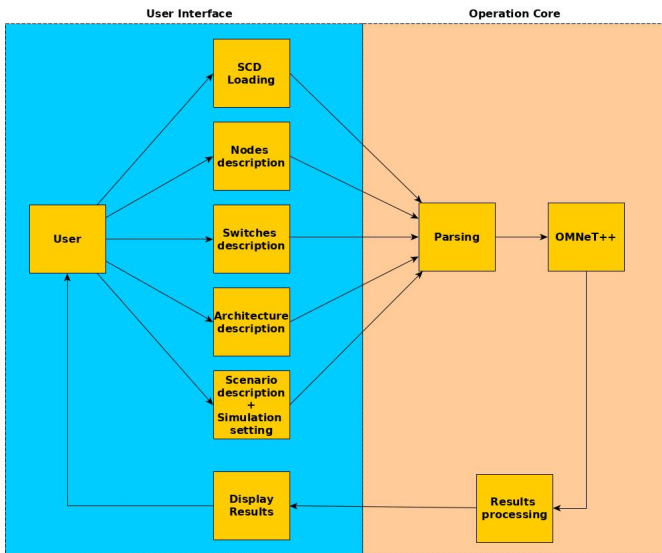 User Interface
Operation Core
SCD
Loading
Nodes
description
User
Switches
description
Parsing
OMNeT++
Architecture
description
Scenario
description
+
Simulation
setting
Display
Results
Results
processing